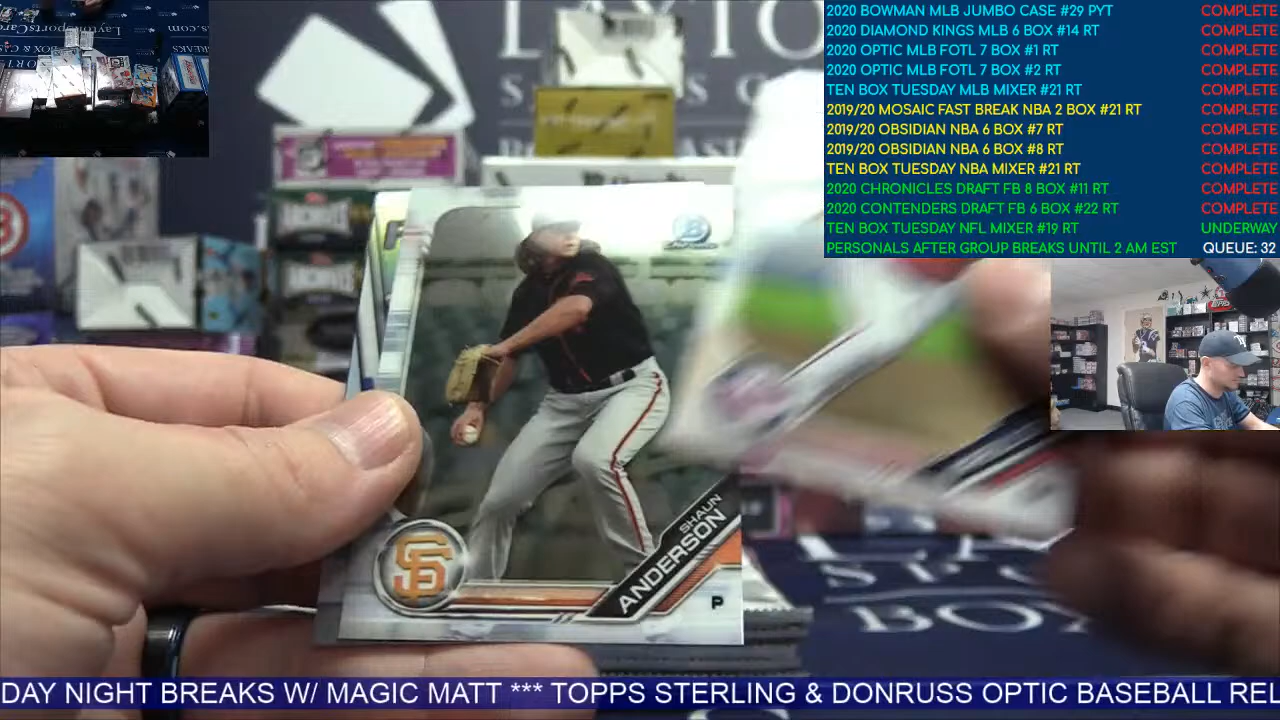 2020 BOWMAN MLB JUMBO CASE #29 PYT COMPLETE
2020 DIAMOND KINGS MLB 6 BOX #14 RT COMPLETE
2020 OPTIC MLB FOTL 7 BOX #1 RT COMPLETE
2020 OPTIC MLB FOTL 7 BOX #2 RT COMPLETE
TEN BOX TUESDAY MLB MIXER #21 RT COMPLETE
2019/20 MOSAIC FAST BREAK NBA 2 BOX #21 RT COMPLETE
2019/20 OBSIDIAN NBA 6 BOX #7 RT COMPLETE
2019/20 OBSIDIAN NBA 6 BOX #8 RT COMPLETE
TEN BOX TUESDAY NBA MIXER #21 RT COMPLETE
2020 CHRONICLES DRAFT FB 8 BOX #11 RT COMPLETE
2020 CONTENDERS DRAFT FB 6 BOX #22 RT COMPLETE
TEN BOX TUESDAY NFL MIXER #19 RT UNDERWAY
PERSONALS AFTER GROUP BREAKS UNTIL 2 AM EST QUEUE: 32
LAYTO
SF
SHAUN
ANDERSON
P
BO
DAY NIGHT BREAKS W/ MAGIC MATT *** TOPPS STERLING & DONRUSS OPTIC BASEBALL REL